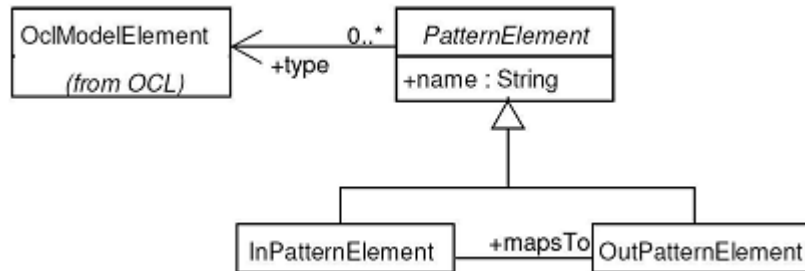 OclModelElement
(from OCL)
0..*
+type
PatternElement
+name : String
InPatternElement
+mapsTo
OutPatternElement